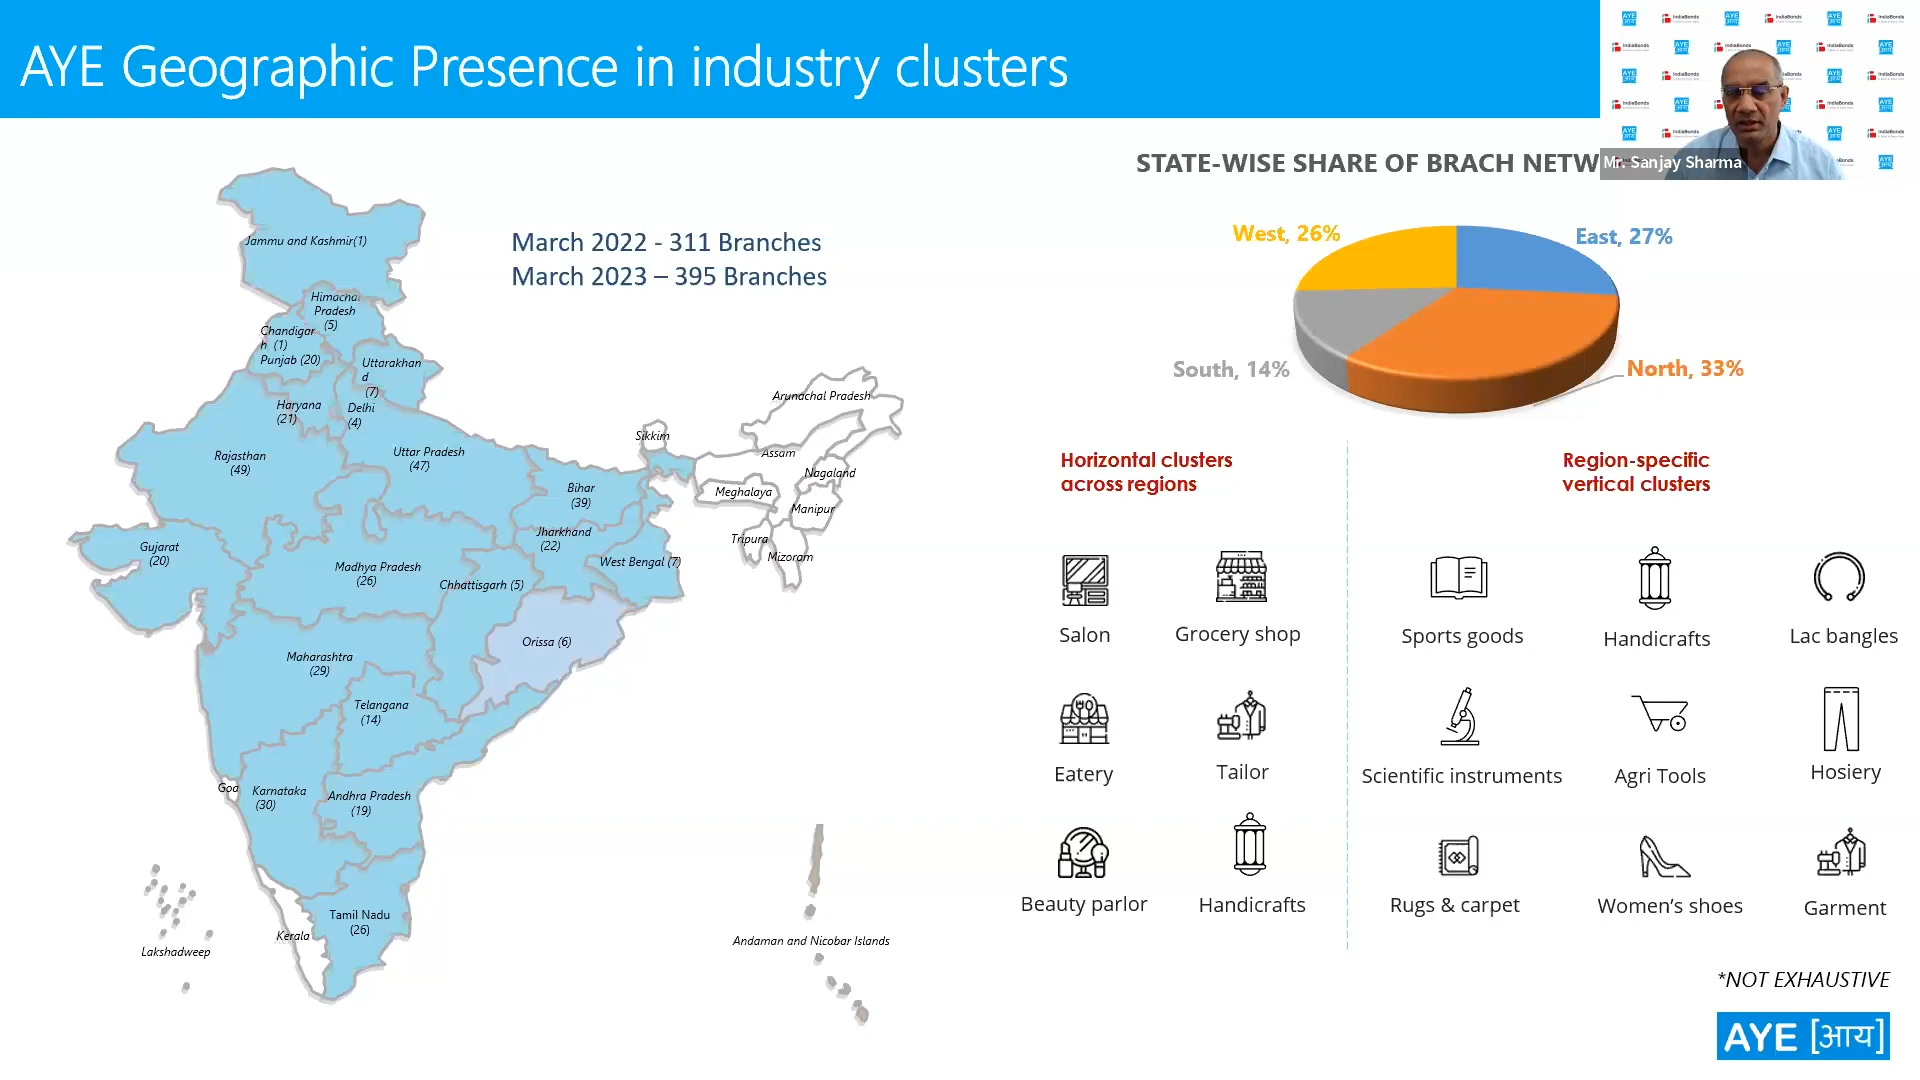 AYE Geographic Presence in industry clusters
Mr. Sanjay Sharma
STATE-WISE SHARE OF BRACH NETW
March 2022 - 311 Branches
March 2023 – 395 Branches
Jammu and Kashmir(1)
Himachal
Pradesh
(5)
Chandigar
h (1)
Punjab (20)
Uttarakhan
d
(7)
Haryana
(21)
Delhi
(4)
Rajasthan
(49)
Uttar Pradesh
(47)
Bihar
(39)
Sikkim
Arunachal Pradesh
Assam
Nagaland
Meghalaya
Manipur
Tripura
Mizoram
Gujarat
(20)
Madhya Pradesh
(26)
Jharkhand
(22)
West Bengal (7)
Chhattisgarh (5)
Orissa (6)
Maharashtra
(29)
Telangana
(14)
Goa
Karnataka
(30)
Andhra Pradesh
(19)
Tamil Nadu
(26)
Kerala
Lakshadweep
Andaman and Nicobar Islands
West, 26%
East, 27%
South, 14%
North, 33%
Horizontal clusters
across regions
Salon
Grocery shop
Eatery
Tailor
Beauty parlor
Handicrafts
Region-specific
vertical clusters
Sports goods
Handicrafts
Lac bangles
Scientific instruments
Agri Tools
Hosiery
Rugs & carpet
Women's shoes
Garment
*NOT EXHAUSTIVE
AYE [आय]